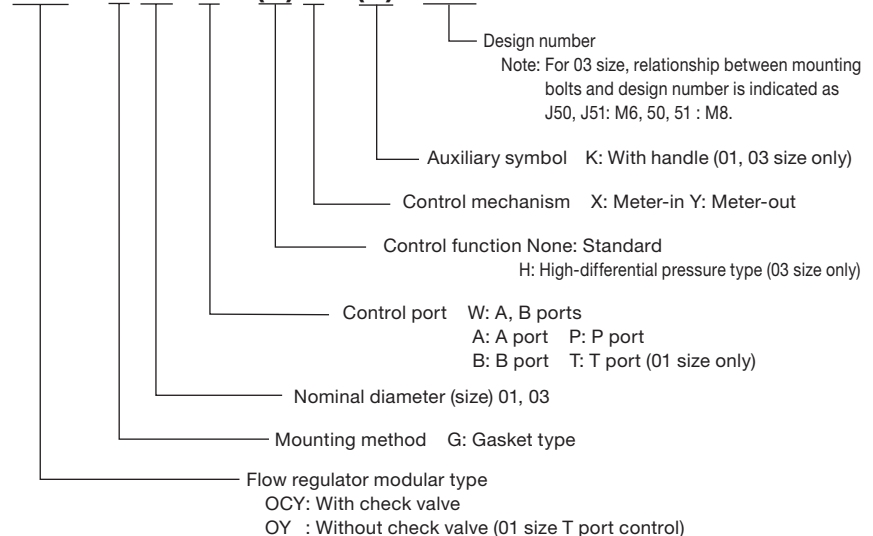 Design number
Note: For 03 size, relationship between mounting
bolts and design number is indicated as
J50, J51: M6, 50, 51 : M8.
Auxiliary symbol K: With handle (01, 03 size only)
Control mechanism X: Meter-in Y: Meter-out
Control function None: Standard
H: High-differential pressure type (03 size only)
Control port W: A, B ports
A: A port P: P port
B: B port T: T port (01 size only)
Nominal diameter (size) 01, 03
Mounting method G: Gasket type
Flow regulator modular type
OCY: With check valve
OY : Without check valve (01 size T port control)